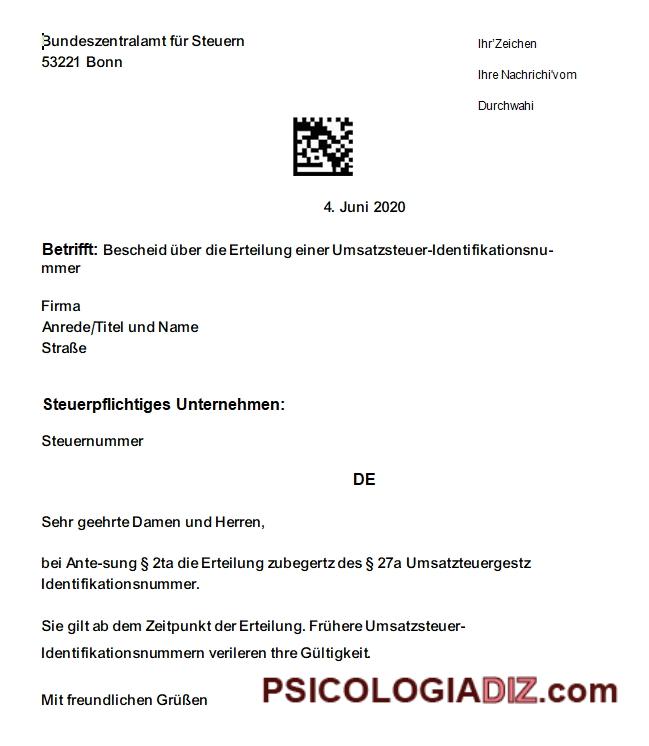 Bundeszentralamt für Steuern
53221 Bonn
Ihr'Zeichen
Ihre Nachrichi'vom
Durchwahi
4. Juni 2020
Betrifft: Bescheid über die Erteilung einer Umsatzsteuer-Identifikationsnu-
mmer
Firma
Anrede/Titel und Name
Straße
Steuerpflichtiges Unternehmen:
Steuernummer
DE
Sehr geehrte Damen und Herren,
bei Ante-sung § 2ta die Erteilung zubegertz des § 27a Umsatzteuergestz
Identifikationsnummer.
Sie gilt ab dem Zeitpunkt der Erteilung. Frühere Umsatzsteuer-
Identifikationsnummern verileren thre Gültigkeit.
Mit freundlichen Grüßen
PSICOLOGIADIZ.com